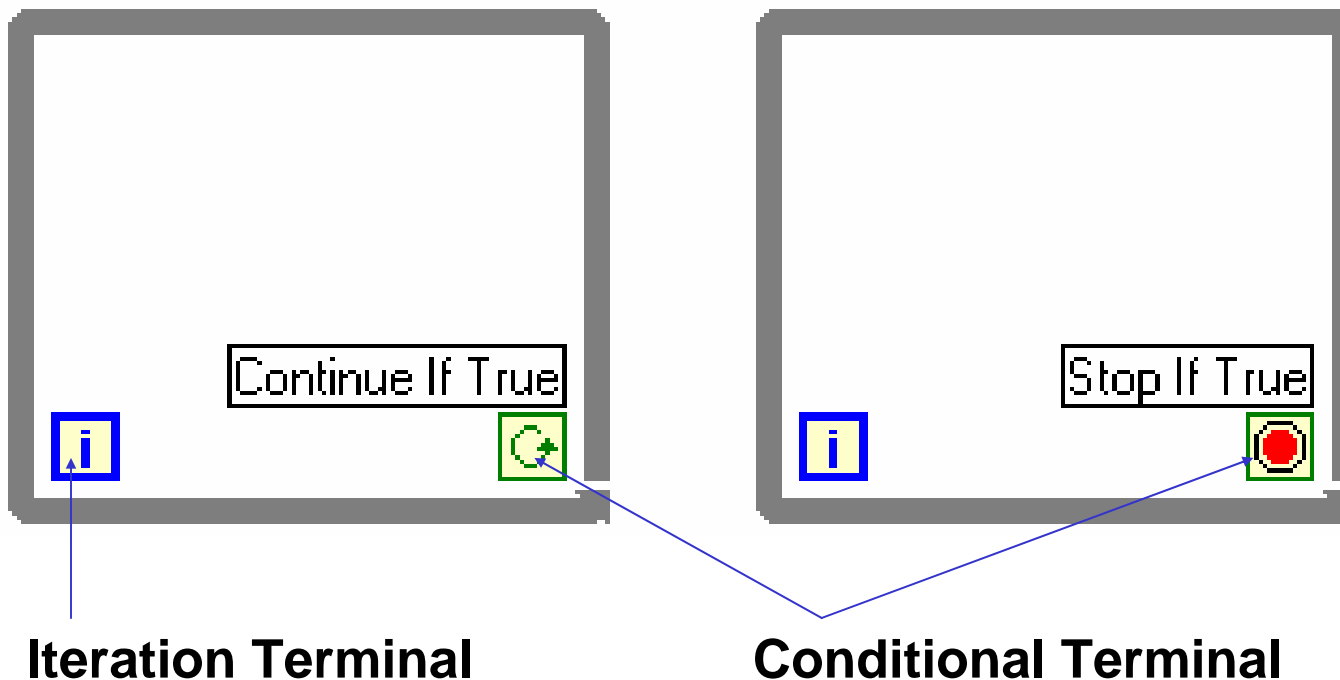 Continue If True
Stop If True
i
i
Iteration Terminal
Conditional Terminal